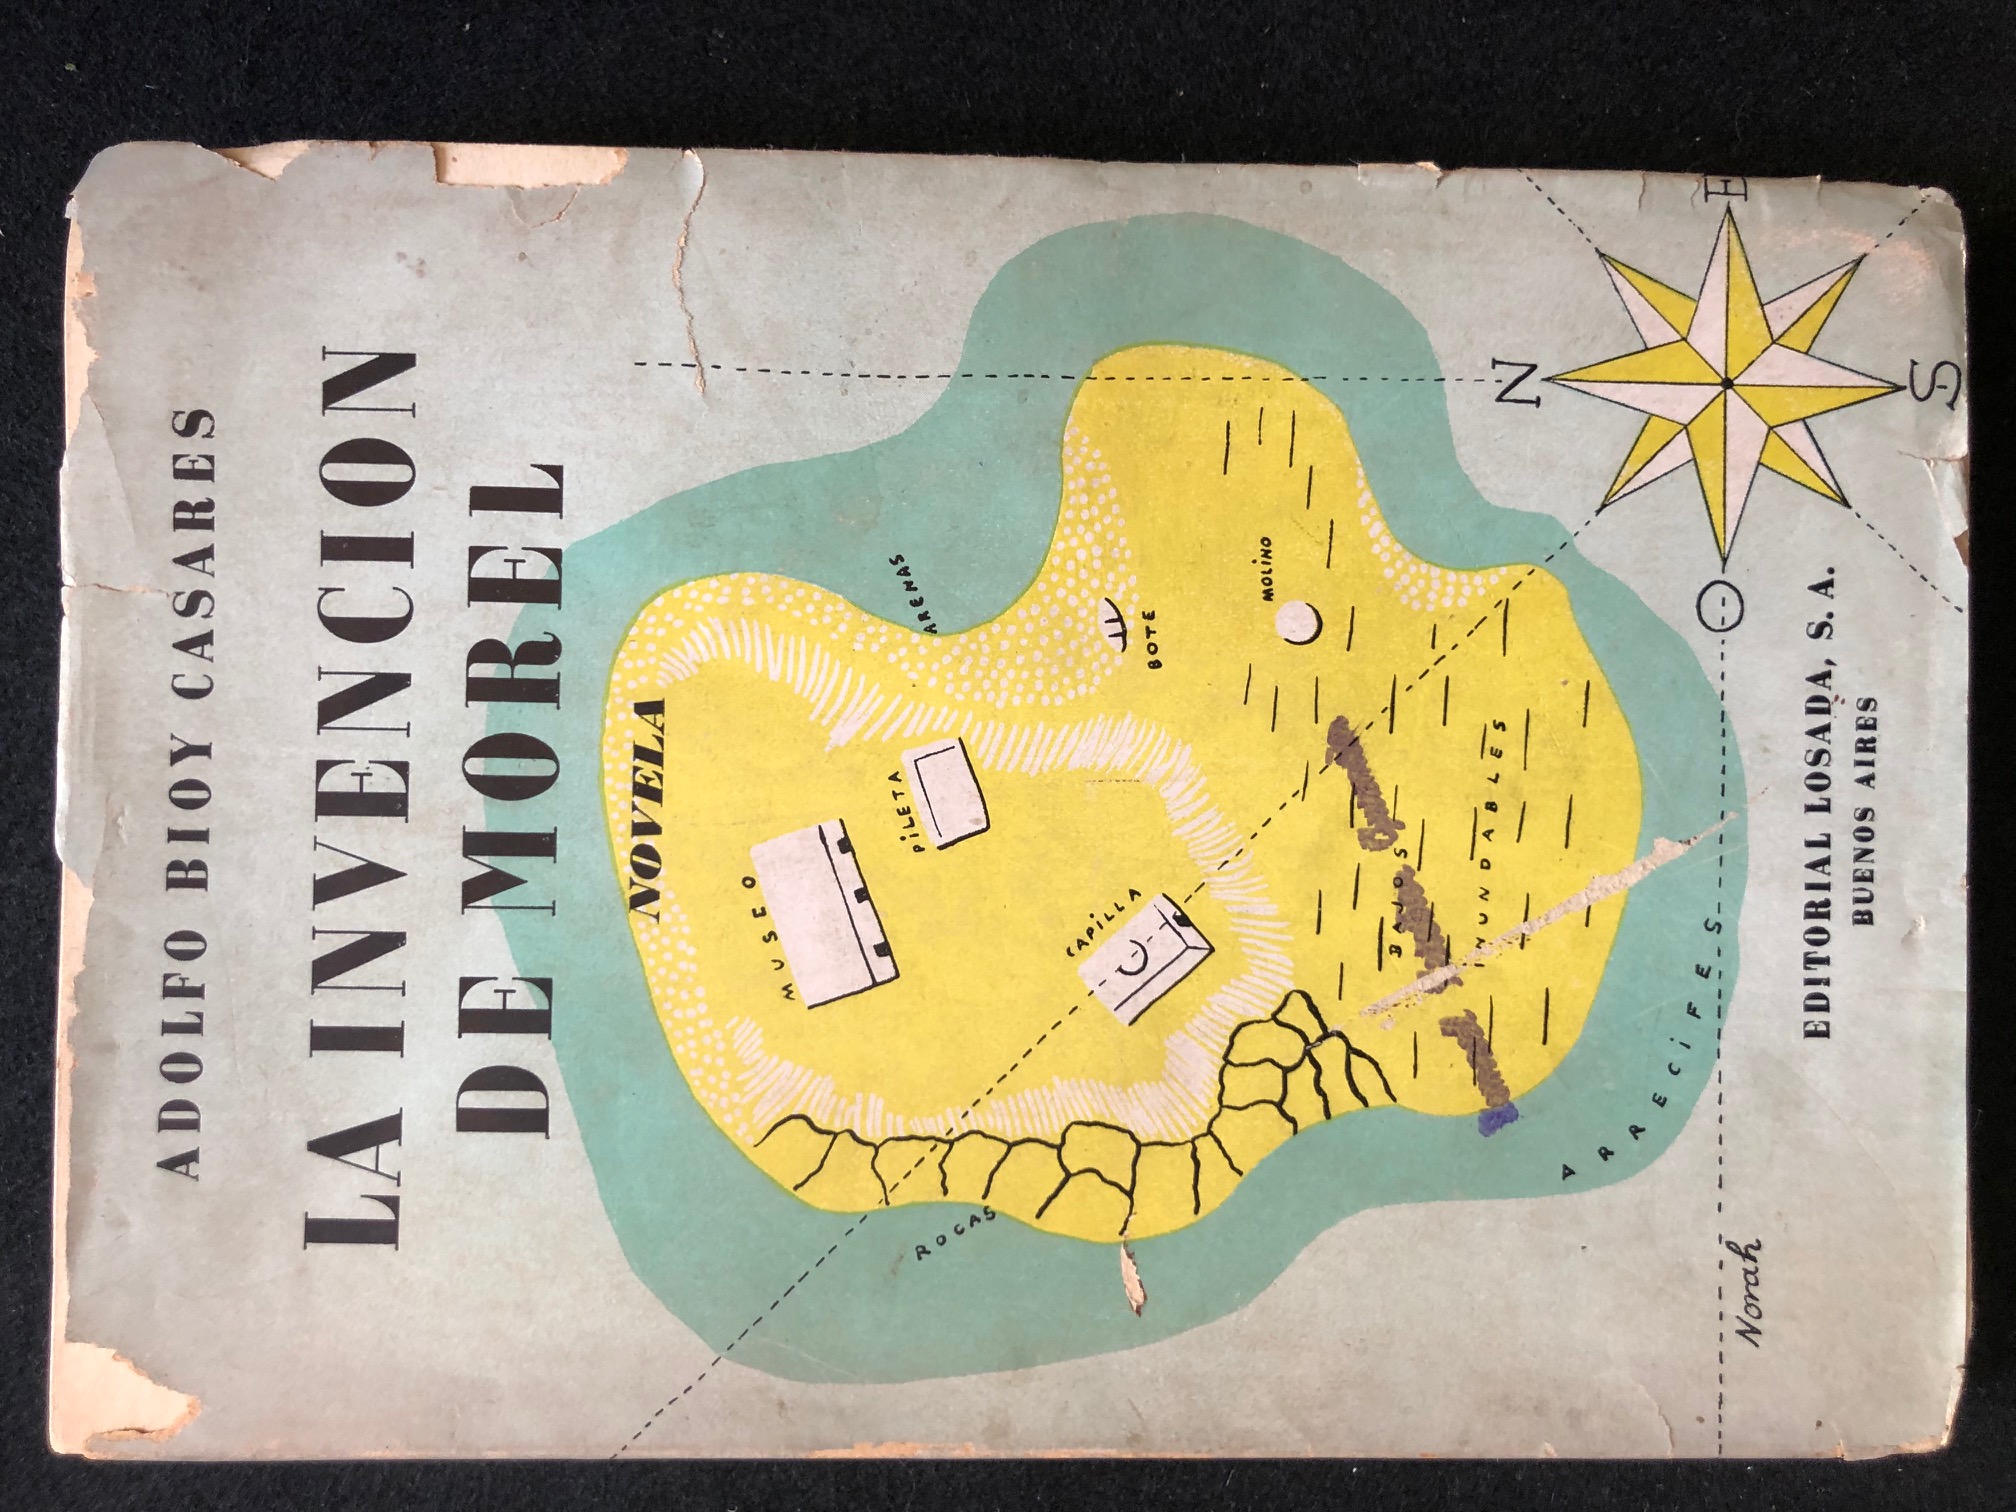 ADOLFO BIOY CASARES
LA INVENCION
DE MOREL
NOVELA
MUSEO
PiLETA
ARENAS
CAPiLLA
BOTE
MOLiNO
ROCAS
BAJOS
INUNDABLES
ARRECiFES
N
E
S
O
Norah
EDITORIAL LOSADA, S. A.
BUENOS AIRES